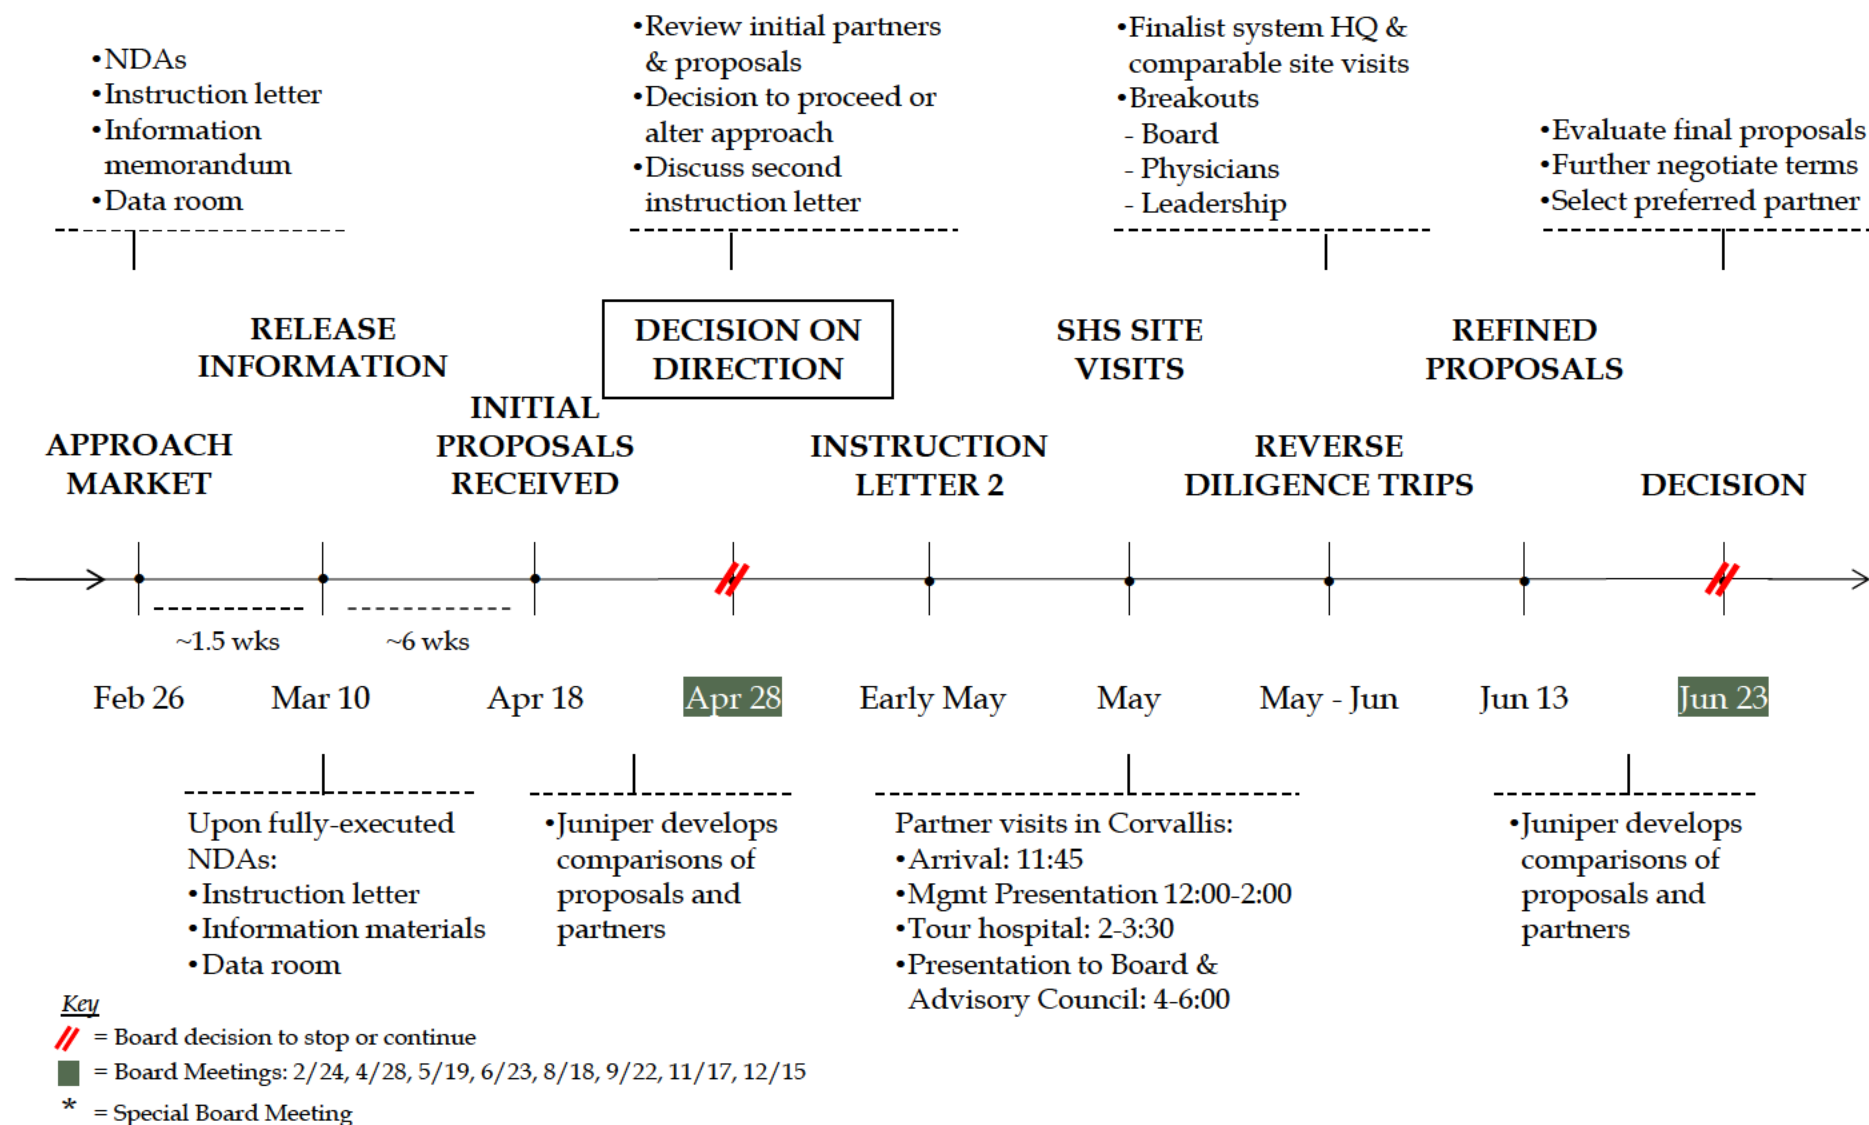 •NDAs
•Instruction letter
•Information
memorandum
•Data room
•Review initial partners
& proposals
•Decision to proceed or
alter approach
•Discuss second
instruction letter
•Finalist system HQ &
comparable site visits
•Breakouts
- Board
- Physicians
- Leadership
•Evaluate final proposals
•Further negotiate terms
•Select preferred partner
APPROACH
MARKET
RELEASE
INFORMATION
INITIAL
PROPOSALS
RECEIVED
DECISION ON
DIRECTION
INSTRUCTION
LETTER 2
SHS SITE
VISITS
REVERSE
DILIGENCE TRIPS
REFINED
PROPOSALS
DECISION
~1.5 wks
~6 wks
Feb 26
Mar 10
Apr 18
Apr 28
Early May
May
May - Jun
Jun 13
Jun 23
Upon fully-executed
NDAs:
•Instruction letter
•Information materials
•Data room
•Juniper develops
comparisons of
proposals and
partners
Partner visits in Corvallis:
•Arrival: 11:45
•Mgmt Presentation 12:00-2:00
•Tour hospital: 2-3:30
•Presentation to Board &
Advisory Council: 4-6:00
•Juniper develops
comparisons of
proposals and
partners
Key
= Board decision to stop or continue
= Board Meetings: 2/24, 4/28, 5/19, 6/23, 8/18, 9/22, 11/17, 12/15
* = Special Board Meeting